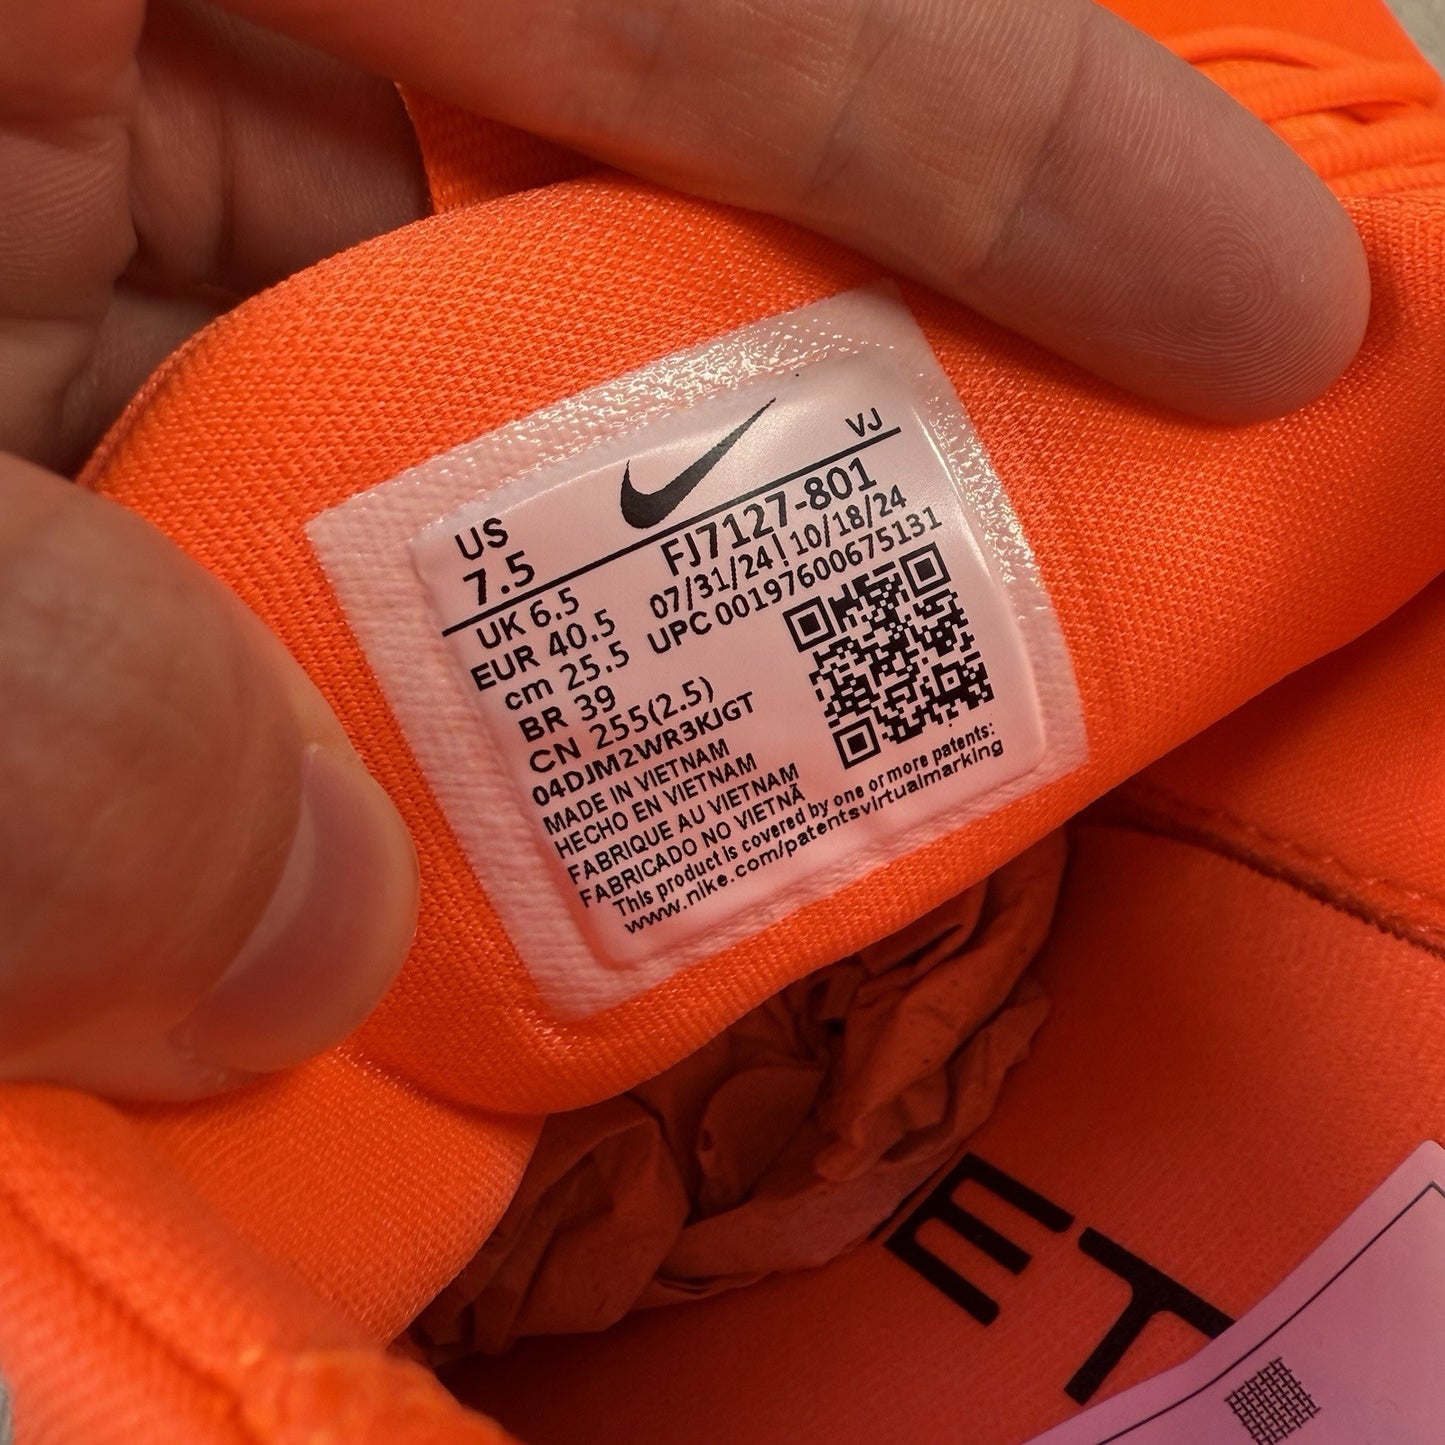 VJ
US
7.5
FJ7127-801
07/31/24 | 10/18/24
UPC 00197600675131
UK 6.5
EUR 40.5
cm 25.5
BR 39
CN 255(2.5)
04DJM2WR3KJGT
MADE IN VIETNAM
HECHO EN VIETNAM
FABRIQUE AU VIETNAM
FABRICADO NO VIETNÃ
This product is covered by one or more patents:
www.nike.com/patentsvirtualmarking
ET